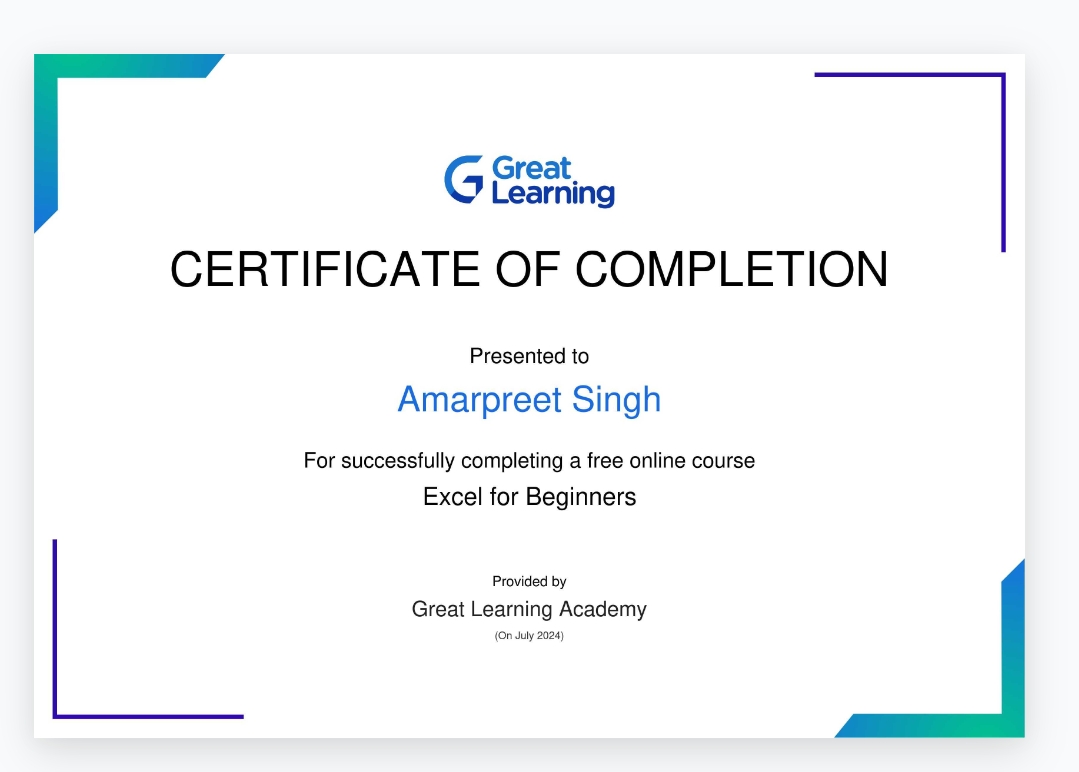 Great
Learning
CERTIFICATE OF COMPLETION
Presented to
Amarpreet Singh
For successfully completing a free online course
Excel for Beginners
Provided by
Great Learning Academy
(On July 2024)